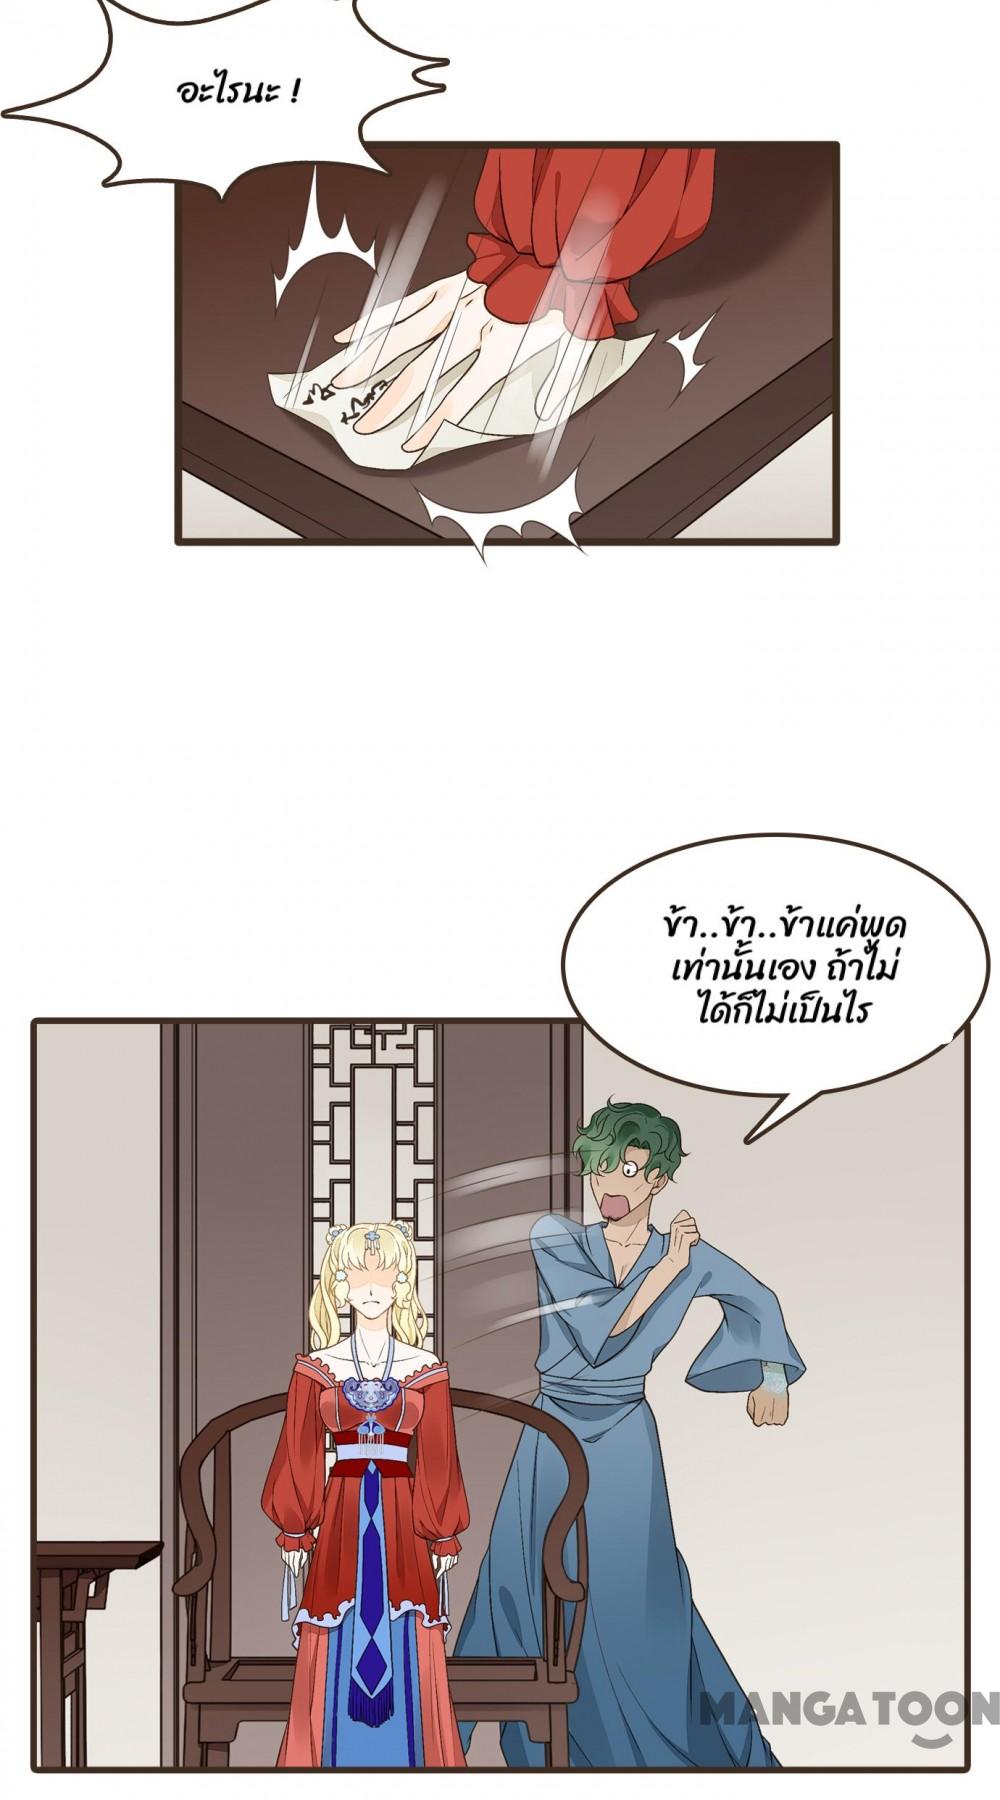 อะไรนะ !
ข้า..ข้า..ข้าแค่พูด
เท่านั้นเอง ถ้าไม่
ได้ก็ไม่เป็นไร
MANGATOON